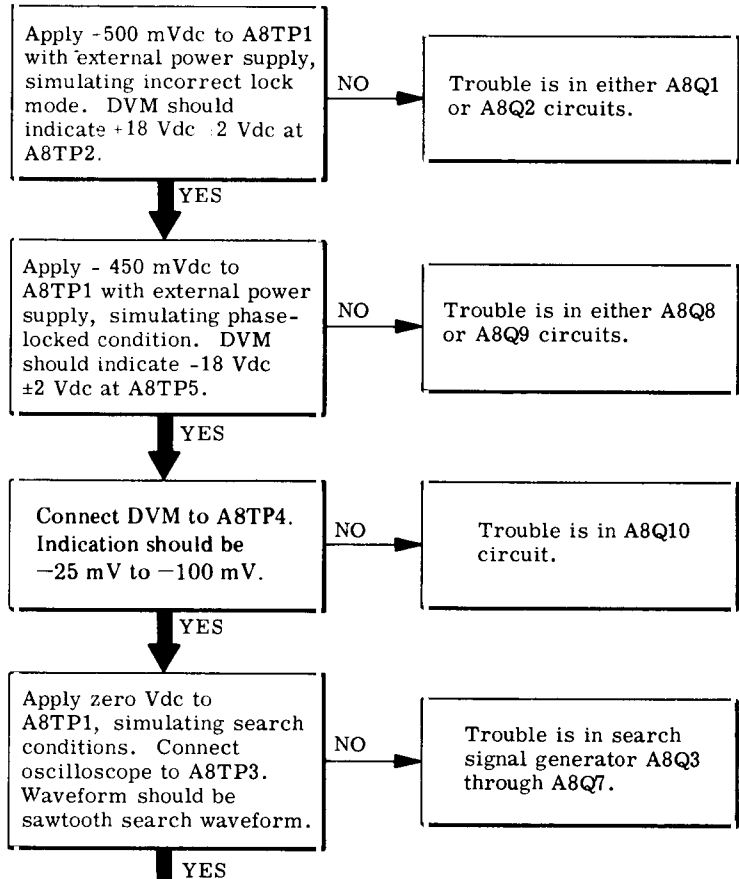 Apply -500 mVdc to A8TP1
with external power supply,
simulating incorrect lock
mode. DVM should
indicate +18 Vdc 2 Vdc at
A8TP2.
NO
Trouble is in either A8Q1
or A8Q2 circuits.
YES
Apply - 450 mVdc to
A8TP1 with external power
supply, simulating phase-
locked condition. DVM
should indicate -18 Vdc
±2 Vdc at A8TP5.
NO
Trouble is in either A8Q8
or A8Q9 circuits.
YES
Connect DVM to A8TP4.
Indication should be
—25 mV to —100 mV.
NO
Trouble is in A8Q10
circuit.
YES
Apply zero Vdc to
A8TP1, simulating search
conditions. Connect
oscilloscope to A8TP3.
Waveform should be
sawtooth search waveform.
NO
Trouble is in search
signal generator A8Q3
through A8Q7.
YES